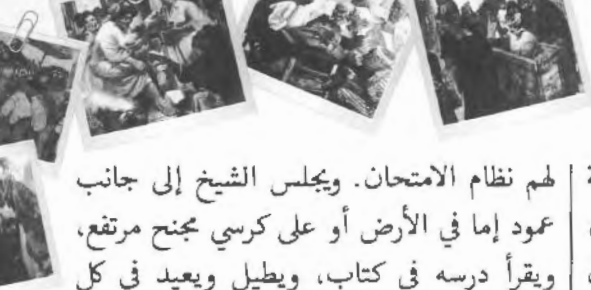 لهم نظام الامتحان. ويجلس الشيخ إلى جانب
عمود إما في الأرض أو على كرسي مجنح مرتفع،
ويقرأ درسه في كتاب، ويطيل ويعيد في كل